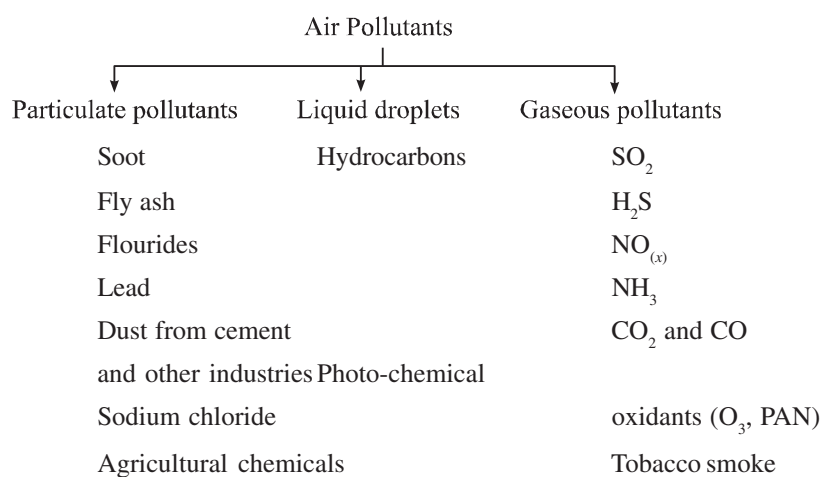 Air Pollutants
Particulate pollutants Liquid droplets Gaseous pollutants
Soot Hydrocarbons SO₂
Fly ash H₂S
Flourides NO₍ₓ₎
Lead NH₃
Dust from cement CO₂ and CO
and other industries Photo-chemical
Sodium chloride oxidants (O₃, PAN)
Agricultural chemicals Tobacco smoke